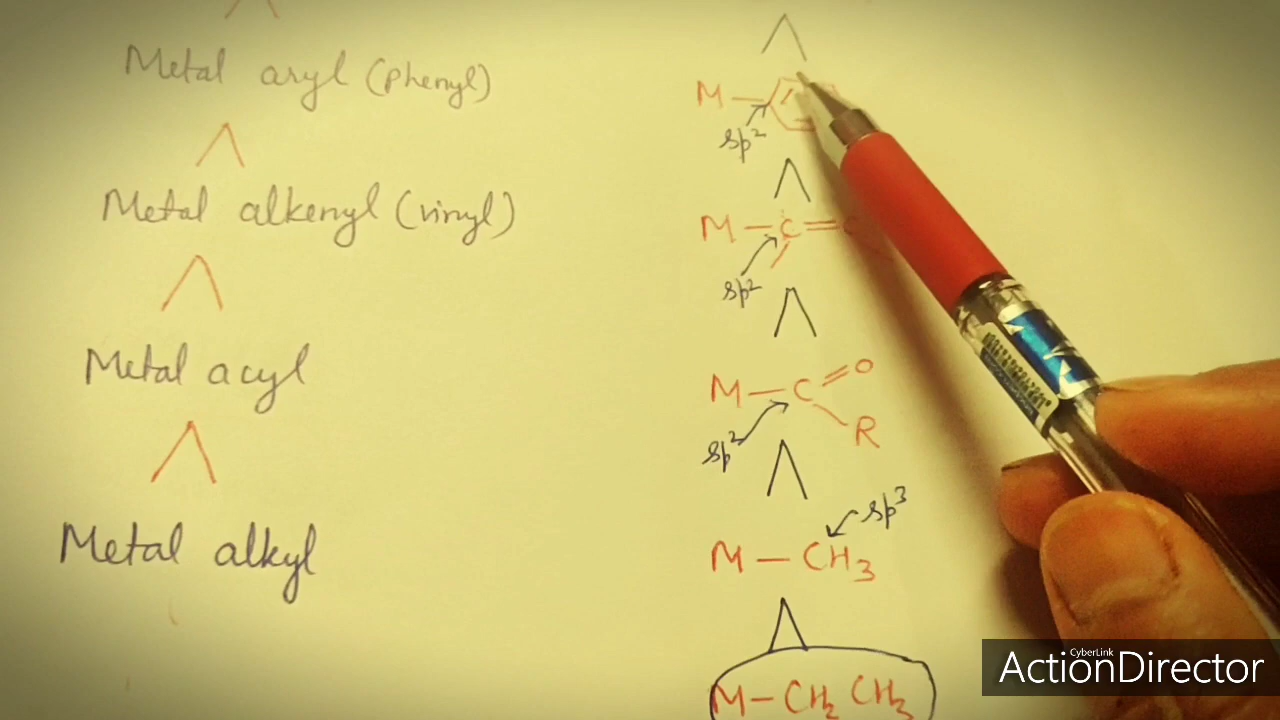 Metal aryl (phenyl)
M —
sp²
Metal alkenyl (vinyl)
M — C = C
sp²
Metal acyl
M — C = O
R
sp²
sp³
Metal alkyl
M — CH₃
M — CH₂ CH₃
CyberLink
ActionDirector